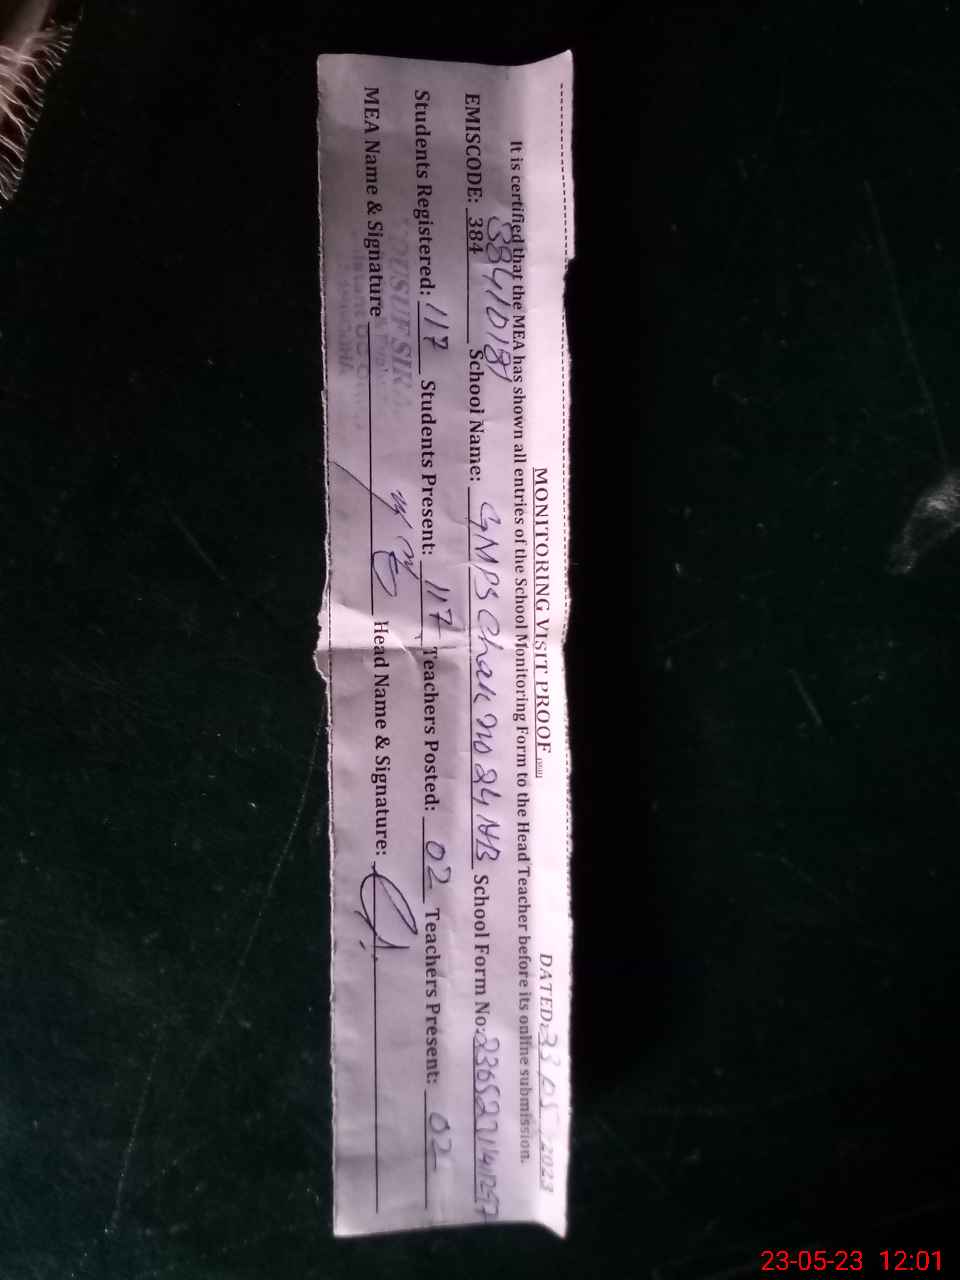 MONITORING VISIT PROOF
DATED: 23/05/2023
It is certified that the MEA has shown all entries of the School Monitoring Form to the Head Teacher before its online submission.
EMISCODE: 384 38410181 School Name: GMPS Chak no 24 NB School Form No:
Students Registered: 117 Students Present: 117 Teachers Posted: 02 Teachers Present: 02
MEA Name & Signature Head Name & Signature:
23-05-23 12:01